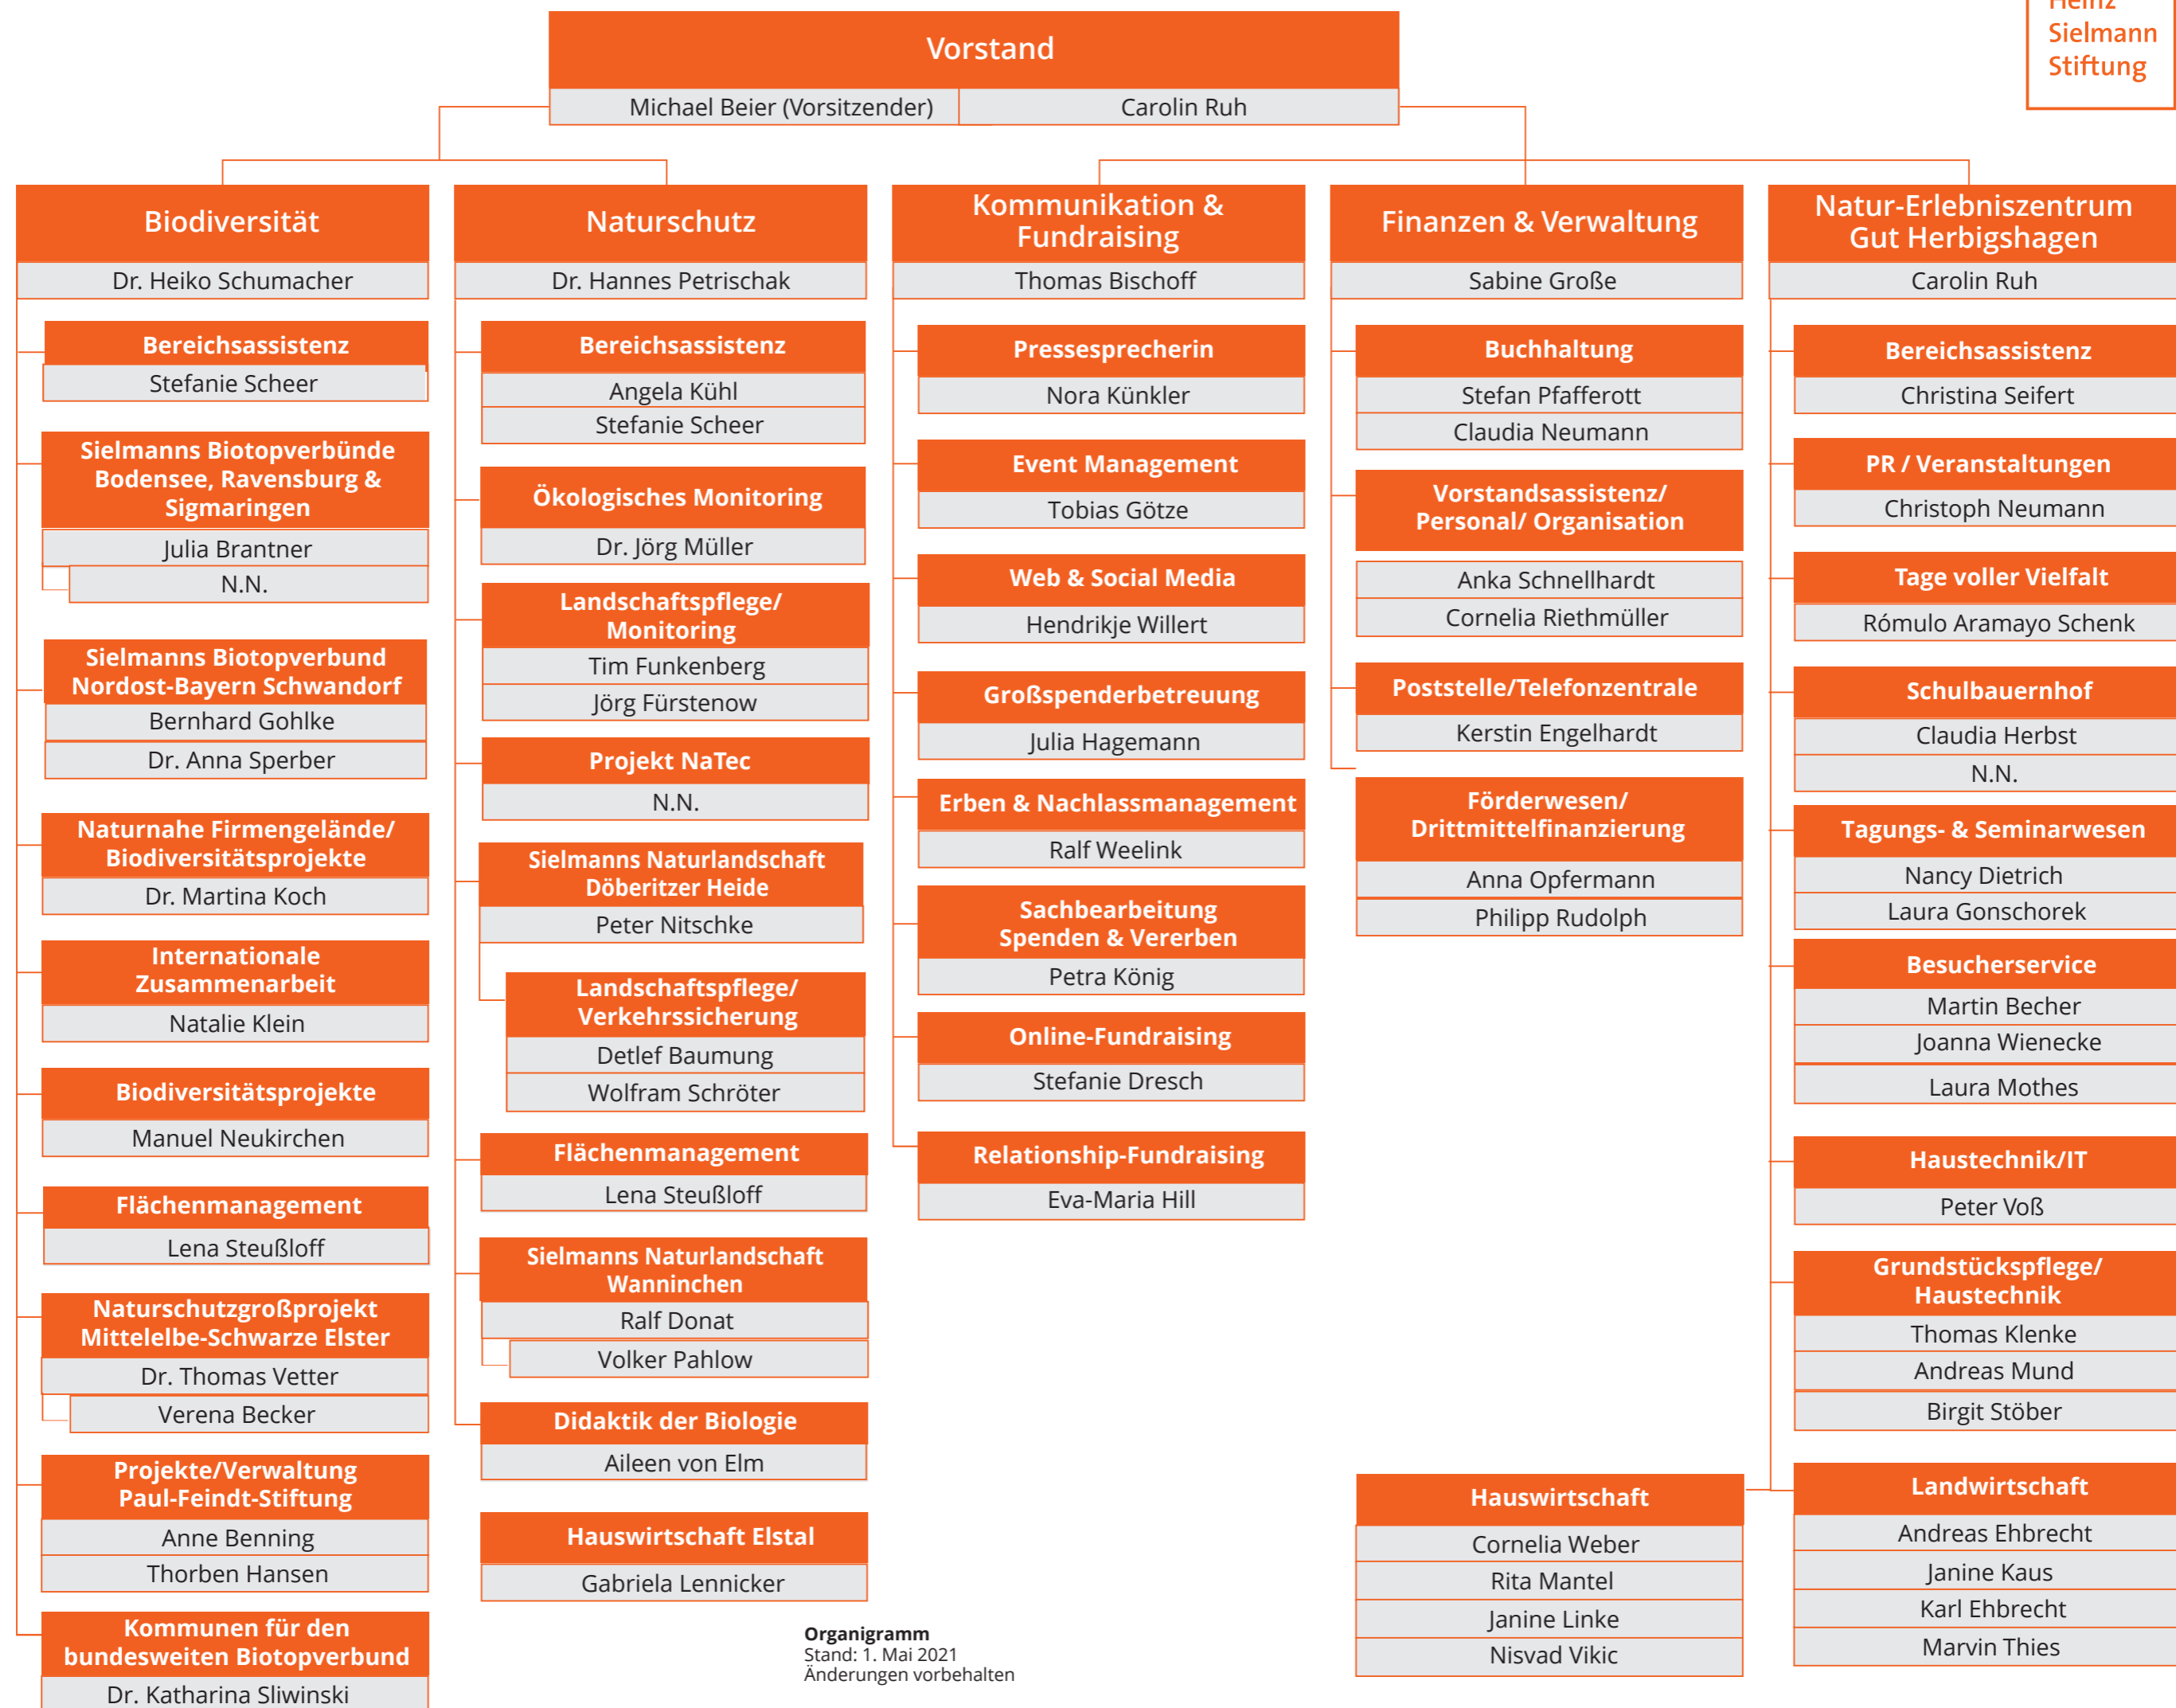 Heinz
Sielmann
Stiftung
Vorstand
Michael Beier (Vorsitzender)
Carolin Ruh
Biodiversität
Dr. Heiko Schumacher
Bereichsassistenz
Stefanie Scheer
Sielmanns Biotopverbünde
Bodensee, Ravensburg &
Sigmaringen
Julia Brantner
N.N.
Sielmanns Biotopverbund
Nordost-Bayern Schwandorf
Bernhard Gohlke
Dr. Anna Sperber
Naturnahe Firmengelände/
Biodiversitätsprojekte
Dr. Martina Koch
Internationale
Zusammenarbeit
Natalie Klein
Biodiversitätsprojekte
Manuel Neukirchen
Flächenmanagement
Lena Steußloff
Naturschutzgroßprojekt
Mittelelbe-Schwarze Elster
Dr. Thomas Vetter
Verena Becker
Projekte/Verwaltung
Paul-Feindt-Stiftung
Anne Benning
Thorben Hansen
Kommunen für den
bundesweiten Biotopverbund
Dr. Katharina Sliwinski
Naturschutz
Dr. Hannes Petrischak
Bereichsassistenz
Angela Kühl
Stefanie Scheer
Ökologisches Monitoring
Dr. Jörg Müller
Landschaftspflege/
Monitoring
Tim Funkenberg
Jörg Fürstenow
Projekt NaTec
N.N.
Sielmanns Naturlandschaft
Döberitzer Heide
Peter Nitschke
Landschaftspflege/
Verkehrssicherung
Detlef Baumung
Wolfram Schröter
Flächenmanagement
Lena Steußloff
Sielmanns Naturlandschaft
Wanninchen
Ralf Donat
Volker Pahlow
Didaktik der Biologie
Aileen von Elm
Hauswirtschaft Elstal
Gabriela Lennicker
Kommunikation &
Fundraising
Thomas Bischoff
Pressesprecherin
Nora Künkler
Event Management
Tobias Götze
Web & Social Media
Hendrikje Willert
Großspenderbetreuung
Julia Hagemann
Erben & Nachlassmanagement
Ralf Weelink
Sachbearbeitung
Spenden & Vererben
Petra König
Online-Fundraising
Stefanie Dresch
Relationship-Fundraising
Eva-Maria Hill
Finanzen & Verwaltung
Sabine Große
Buchhaltung
Stefan Pfafferott
Claudia Neumann
Vorstandsassistenz/
Personal/ Organisation
Anka Schnellhardt
Cornelia Riethmüller
Poststelle/Telefonzentrale
Kerstin Engelhardt
Förderwesen/
Drittmittelfinanzierung
Anna Opfermann
Philipp Rudolph
Natur-Erlebniszentrum
Gut Herbigshagen
Carolin Ruh
Bereichsassistenz
Christina Seifert
PR / Veranstaltungen
Christoph Neumann
Tage voller Vielfalt
Rómulo Aramayo Schenk
Schulbauernhof
Claudia Herbst
N.N.
Tagungs- & Seminarwesen
Nancy Dietrich
Laura Gonschorek
Besucherservice
Martin Becher
Joanna Wienecke
Laura Mothes
Haustechnik/IT
Peter Voß
Grundstückspflege/
Haustechnik
Thomas Klenke
Andreas Mund
Birgit Stöber
Hauswirtschaft
Cornelia Weber
Rita Mantel
Janine Linke
Nisvad Vikic
Landwirtschaft
Andreas Ehbrecht
Janine Kaus
Karl Ehbrecht
Marvin Thies
Organigramm
Stand: 1. Mai 2021
Änderungen vorbehalten